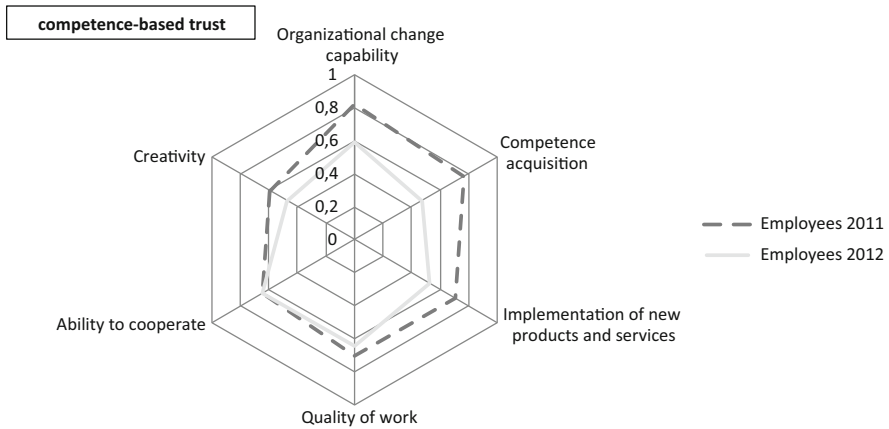 competence-based trust
Organizational change
capability
1
0,8
0,6
0,4
0,2
0
Creativity
Competence
acquisition
Employees 2011
Employees 2012
Ability to cooperate
Implementation of new
products and services
Quality of work